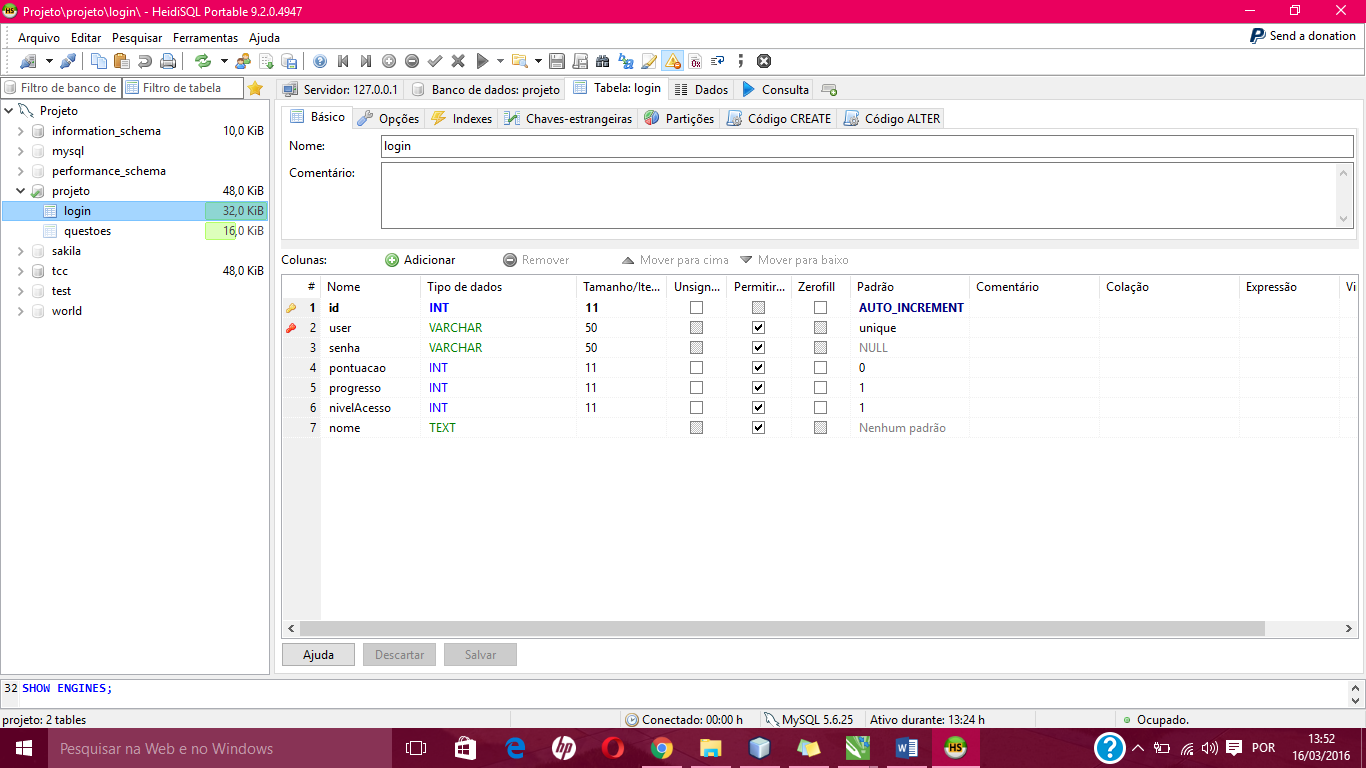 Projeto\projeto\login\ - HeidiSQL Portable 9.2.0.4947
Arquivo Editar Pesquisar Ferramentas Ajuda
Send a donation
Filtro de banco de
Filtro de tabela
Servidor: 127.0.0.1
Banco de dados: projeto
Tabela: login
Dados
Consulta
Projeto
information_schema 10,0 KiB
mysql
performance_schema
projeto 48,0 KiB
login 32,0 KiB
questoes 16,0 KiB
sakila
tcc 48,0 KiB
test
world
Básico Opções Indexes Chaves-estrangeiras Partições Código CREATE Código ALTER
Nome: login
Comentário:
Colunas: Adicionar Remover Mover para cima Mover para baixo
# Nome Tipo de dados Tamanho/Ite... Unsign... Permitir... Zerofill Padrão Comentário Colação Expressão Vi
1 id INT 11 AUTO_INCREMENT
2 user VARCHAR 50 unique
3 senha VARCHAR 50 NULL
4 pontuacao INT 11 0
5 progresso INT 11 1
6 nivelAcesso INT 11 1
7 nome TEXT Nenhum padrão
Ajuda Descartar Salvar
32 SHOW ENGINES;
projeto: 2 tables
Conectado: 00:00 h
MySQL 5.6.25
Ativo durante: 13:24 h
Ocupado.
Pesquisar na Web e no Windows
POR
13:52
16/03/2016